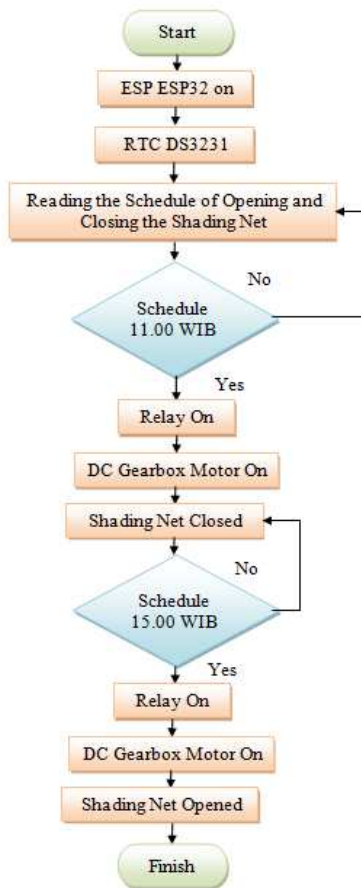 Start
ESP ESP32 on
RTC DS3231
Reading the Schedule of Opening and
Closing the Shading Net
No
Schedule
11.00 WIB
Yes
Relay On
DC Gearbox Motor On
Shading Net Closed
No
Schedule
15.00 WIB
Yes
Relay On
DC Gearbox Motor On
Shading Net Opened
Finish